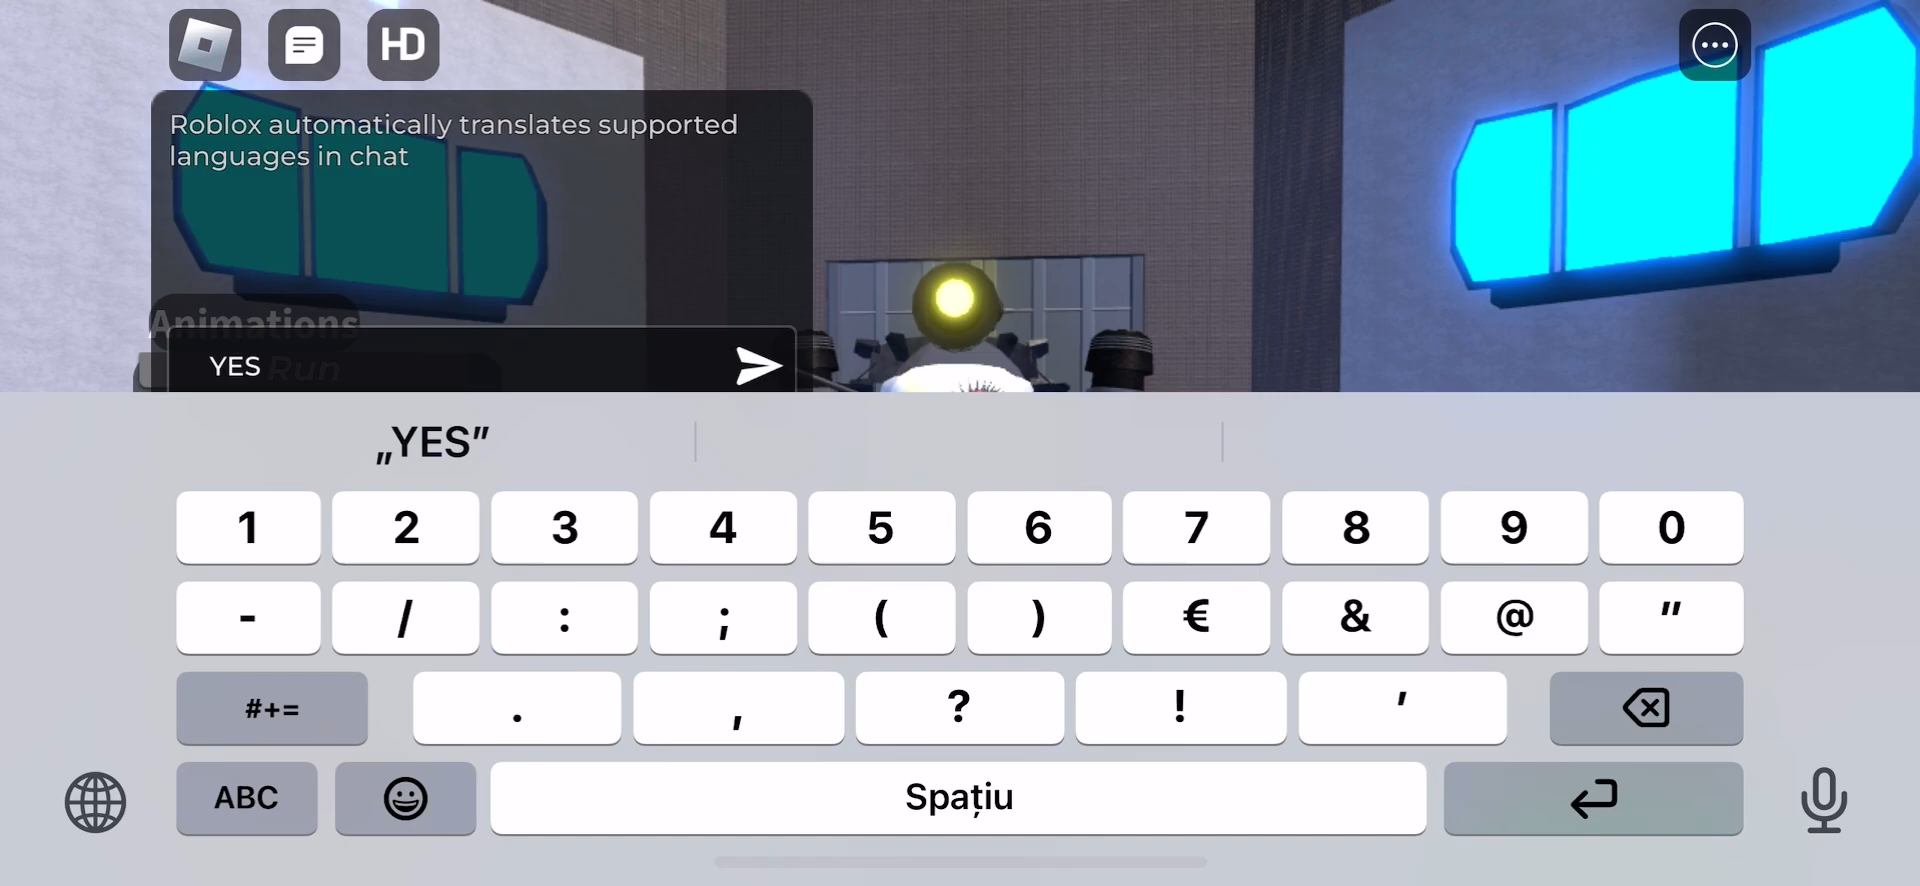 HD
Roblox automatically translates supported
languages in chat
Animations
YES
Run
„YES”
1 2 3 4 5 6 7 8 9 0
- / : ; ( ) € & @ "
#+= . , ? ! '
ABC Spațiu